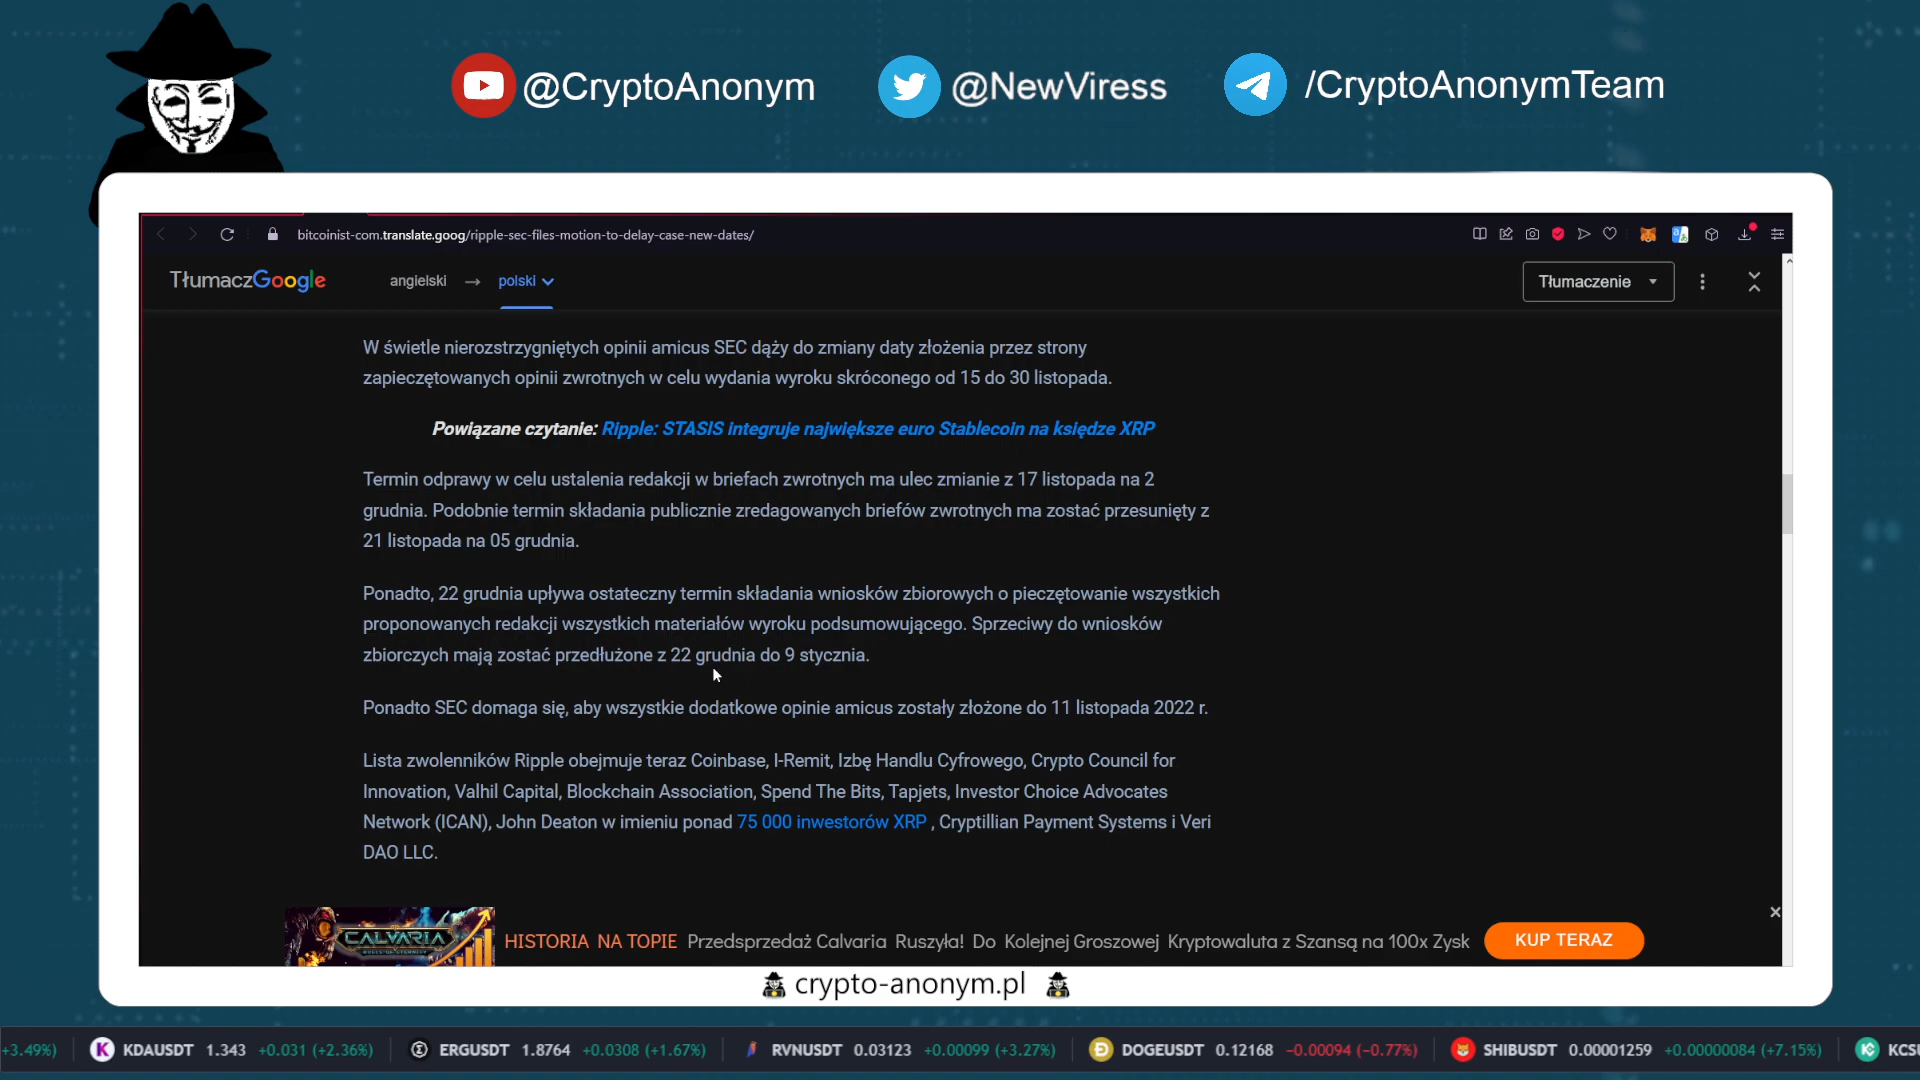 @CryptoAnonym @NewViress /CryptoAnonymTeam
bitcoinist-com.translate.goog/ripple-sec-files-motion-to-delay-case-new-dates/
TłumaczGoogle angielski → polski Tłumaczenie
W świetle nierozstrzygniętych opinii amicus SEC dąży do zmiany daty złożenia przez strony
zapieczętowanych opinii zwrotnych w celu wydania wyroku skróconego od 15 do 30 listopada.
Powiązane czytanie: Ripple: STASIS integruje największe euro Stablecoin na księdze XRP
Termin odprawy w celu ustalenia redakcji w briefach zwrotnych ma ulec zmianie z 17 listopada na 2
grudnia. Podobnie termin składania publicznie zredagowanych briefów zwrotnych ma zostać przesunięty z
21 listopada na 05 grudnia.
Ponadto, 22 grudnia upływa ostateczny termin składania wniosków zbiorowych o pieczętowanie wszystkich
proponowanych redakcji wszystkich materiałów wyroku podsumowującego. Sprzeciwy do wniosków
zbiorczych mają zostać przedłużone z 22 grudnia do 9 stycznia.
Ponadto SEC domaga się, aby wszystkie dodatkowe opinie amicus zostały złożone do 11 listopada 2022 r.
Lista zwolenników Ripple obejmuje teraz Coinbase, I-Remit, Izbę Handlu Cyfrowego, Crypto Council for
Innovation, Valhil Capital, Blockchain Association, Spend The Bits, Tapjets, Investor Choice Advocates
Network (ICAN), John Deaton w imieniu ponad 75 000 inwestorów XRP , Cryptillian Payment Systems i Veri
DAO LLC.
CALVARIA HISTORIA NA TOPIE Przedsprzedaż Calvaria Ruszyła! Do Kolejnej Groszowej Kryptowaluta z Szansą na 100x Zysk KUP TERAZ
crypto-anonym.pl
+3.49%) KDAUSDT 1.343 +0.031 (+2.36%) ERGUSDT 1.8764 +0.0308 (+1.67%) RVNUSDT 0.03123 +0.00099 (+3.27%) DOGEUSDT 0.12168 −0.00094 (−0.77%) SHIBUSDT 0.00001259 +0.00000084 (+7.15%) KCSU